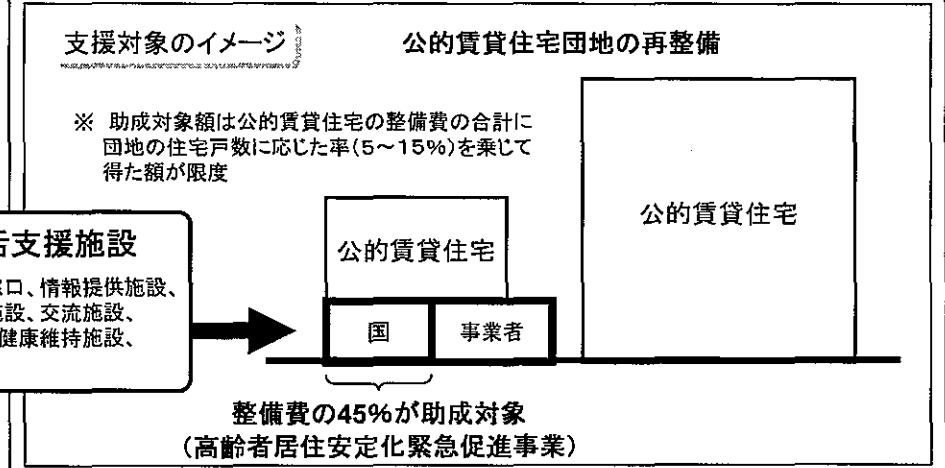 支援対象のイメージ
公的賃貸住宅団地の再整備
※ 助成対象額は公的賃貸住宅の整備費の合計に
団地の住宅戸数に応じた率(5~15%)を乗じて
得た額が限度
公的賃貸住宅
公的賃貸住宅
支援施設
口、情報提供施設、
設、交流施設、
健康維持施設、
国
事業者
整備費の45%が助成対象
(高齢者居住安定化緊急促進事業)